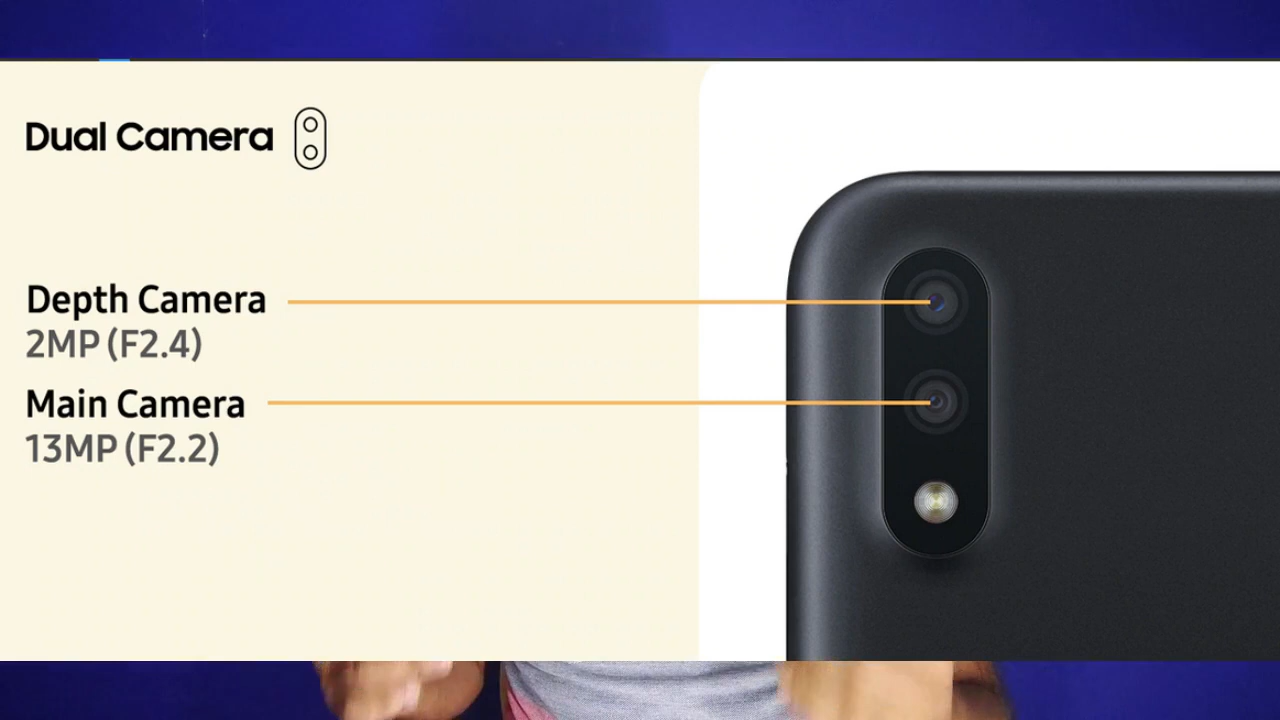 Dual Camera
Depth Camera
2MP (F2.4)
Main Camera
13MP (F2.2)